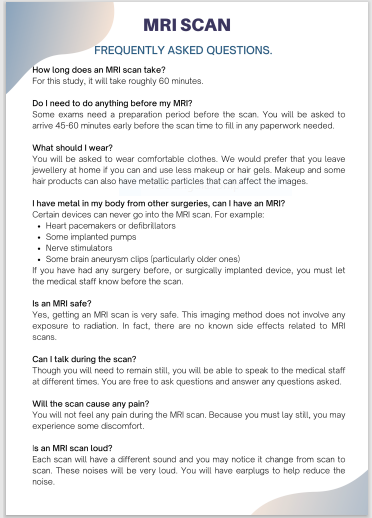 MRI SCAN
FREQUENTLY ASKED QUESTIONS.
How long does an MRI scan take?
For this study, it will take roughly 60 minutes.
Do I need to do anything before my MRI?
Some exams need a preparation period before the scan. You will be asked to
arrive 45-60 minutes early before the scan time to fill in any paperwork needed.
What should I wear?
You will be asked to wear comfortable clothes. We would prefer that you leave
jewellery at home if you can and use less makeup or hair gels. Makeup and some
hair products can also have metallic particles that can affect the images.
I have metal in my body from other surgeries, can I have an MRI?
Certain devices can never go into the MRI scan. For example:
• Heart pacemakers or defibrillators
• Some implanted pumps
• Nerve stimulators
• Some brain aneurysm clips (particularly older ones)
If you have had any surgery before, or surgically implanted device, you must let
the medical staff know before the scan.
Is an MRI safe?
Yes, getting an MRI scan is very safe. This imaging method does not involve any
exposure to radiation. In fact, there are no known side effects related to MRI
scans.
Can I talk during the scan?
Though you will need to remain still, you will be able to speak to the medical staff
at different times. You are free to ask questions and answer any questions asked.
Will the scan cause any pain?
You will not feel any pain during the MRI scan. Because you must lay still, you may
experience some discomfort.
Is an MRI scan loud?
Each scan will have a different sound and you may notice it change from scan to
scan. These noises will be very loud. You will have earplugs to help reduce the
noise.